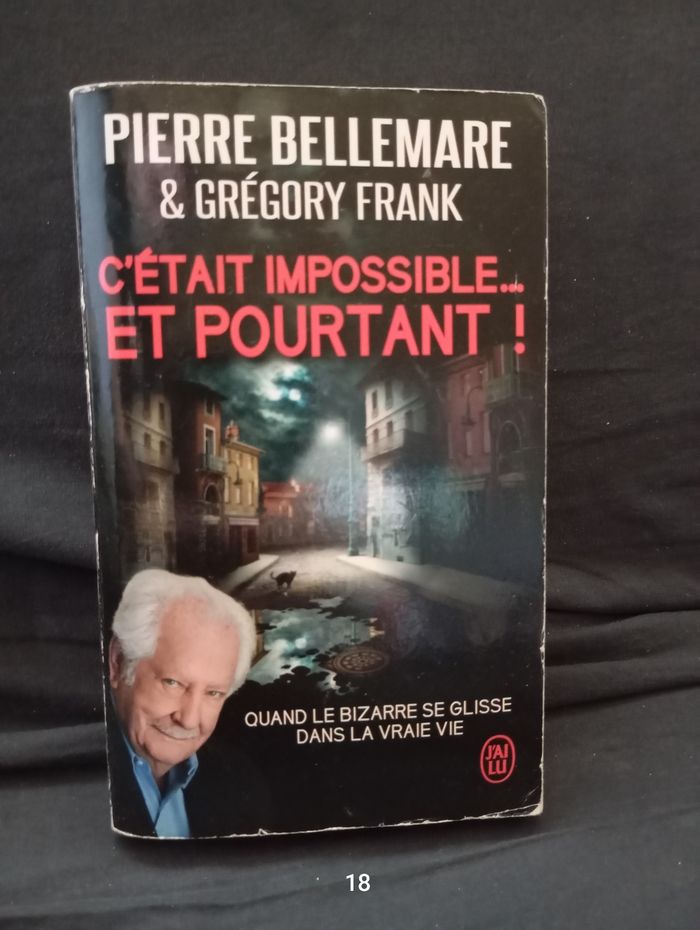 PIERRE BELLEMARE
& GRÉGORY FRANK
C'ÉTAIT IMPOSSIBLE...
ET POURTANT !
QUAND LE BIZARRE SE GLISSE
DANS LA VRAIE VIE
J'AI
LU
18